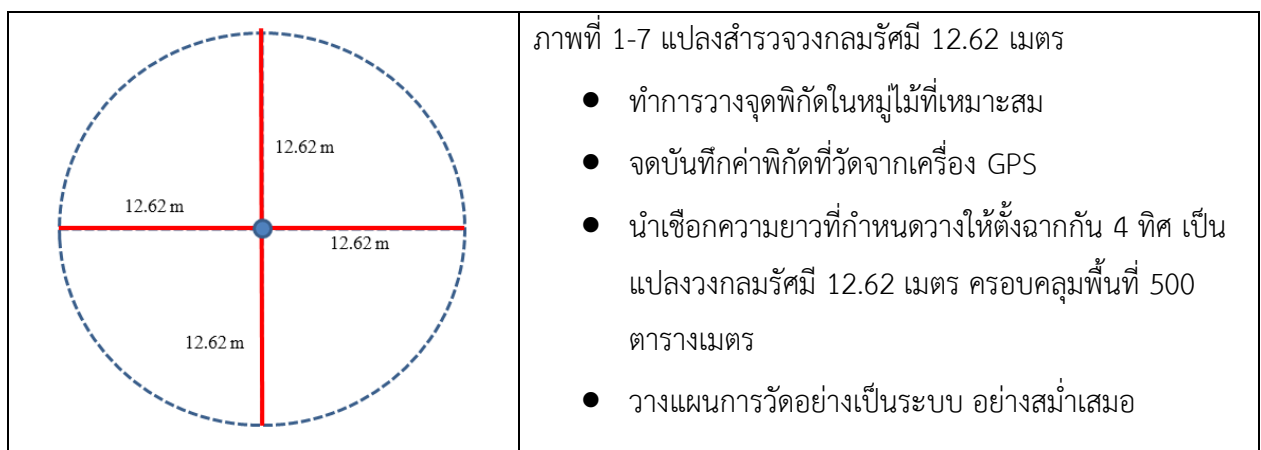 12.62 m
12.62 m
12.62 m
12.62 m
ภาพที่ 1-7 แปลงสำรวจวงกลมรัศมี 12.62 เมตร
● ทำการวางจุดพิกัดในหมู่ไม้ที่เหมาะสม
● จดบันทึกค่าพิกัดที่วัดจากเครื่อง GPS
● นำเชือกความยาวที่กำหนดวางให้ตั้งฉากกัน 4 ทิศ เป็น
แปลงวงกลมรัศมี 12.62 เมตร ครอบคลุมพื้นที่ 500
ตารางเมตร
● วางแผนการวัดอย่างเป็นระบบ อย่างสม่ำเสมอ